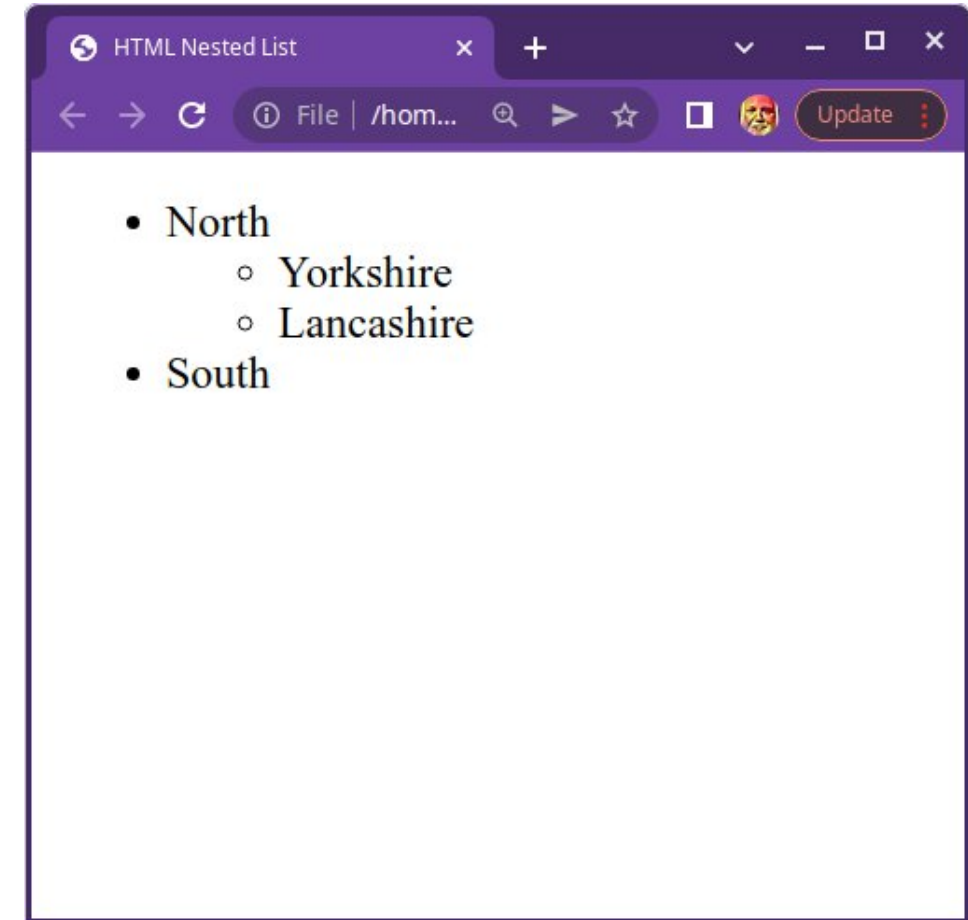 HTML Nested List
File /hom... Update
North
Yorkshire
Lancashire
South